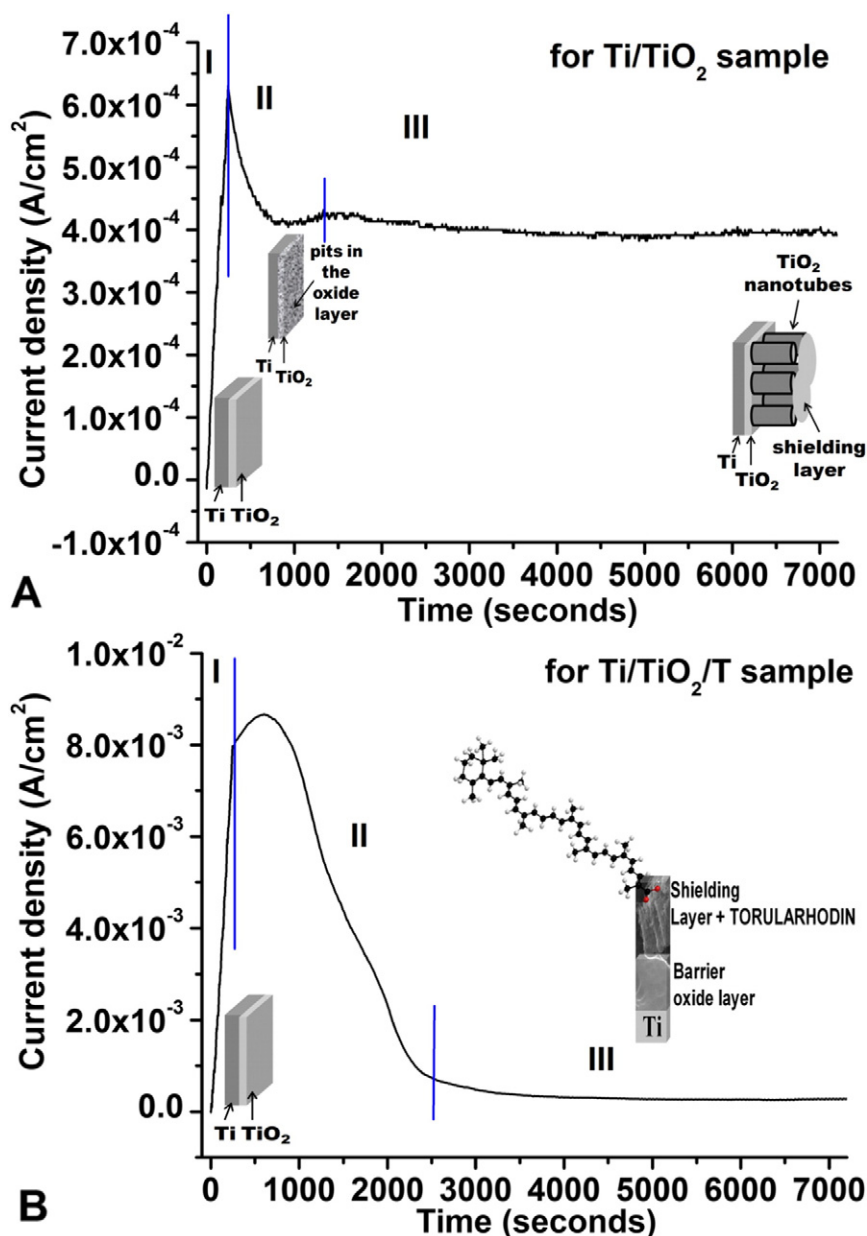 I
for Ti/TiO₂ sample
II
III
Current density (A/cm²)
7.0x10⁻⁴
6.0x10⁻⁴
5.0x10⁻⁴
4.0x10⁻⁴
3.0x10⁻⁴
2.0x10⁻⁴
1.0x10⁻⁴
0.0
-1.0x10⁻⁴
pits in
the
oxide
layer
Ti
TiO₂
Ti TiO₂
TiO₂
nanotubes
shielding
layer
Ti
TiO₂
0 1000 2000 3000 4000 5000 6000 7000
A
Time (seconds)
I
for Ti/TiO₂/T sample
II
III
Current density (A/cm²)
1.0x10⁻²
8.0x10⁻³
6.0x10⁻³
4.0x10⁻³
2.0x10⁻³
0.0
Shielding
Layer + TORULARHODIN
Barrier
oxide layer
Ti
Ti TiO₂
0 1000 2000 3000 4000 5000 6000 7000
B
Time (seconds)